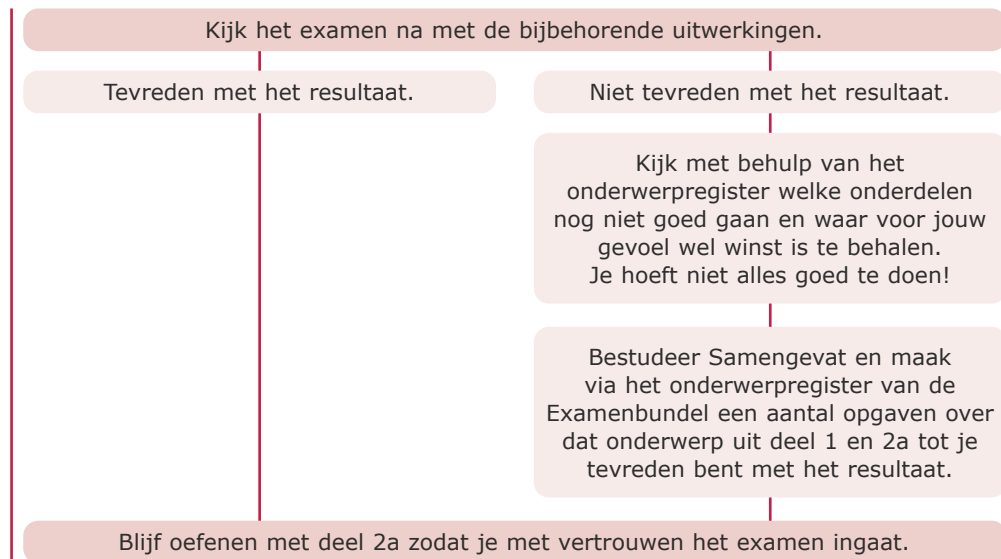 Kijk het examen na met de bijbehorende uitwerkingen.
Tevreden met het resultaat.
Niet tevreden met het resultaat.
Kijk met behulp van het
onderwerpregister welke onderdelen
nog niet goed gaan en waar voor jouw
gevoel wel winst is te behalen.
Je hoeft niet alles goed te doen!
Bestudeer Samengevat en maak
via het onderwerpregister van de
Examenbundel een aantal opgaven over
dat onderwerp uit deel 1 en 2a tot je
tevreden bent met het resultaat.
Blijf oefenen met deel 2a zodat je met vertrouwen het examen ingaat.